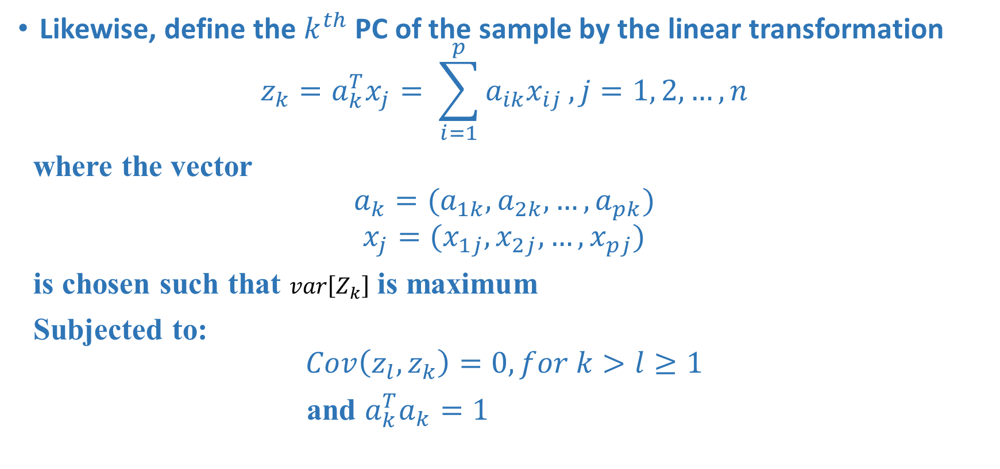 • Likewise, define the $k^{th}$ PC of the sample by the linear transformation
$z_k = a_k^T x_j = \sum_{i=1}^{p} a_{ik} x_{ij} , j = 1, 2, \ldots , n$
where the vector
$a_k = (a_{1k}, a_{2k}, \ldots , a_{pk})$
$x_j = (x_{1j}, x_{2j}, \ldots , x_{pj})$
is chosen such that $var[Z_k]$ is maximum
Subjected to:
$Cov(z_l, z_k) = 0, for\ k > l \geq 1$
and $a_k^T a_k = 1$